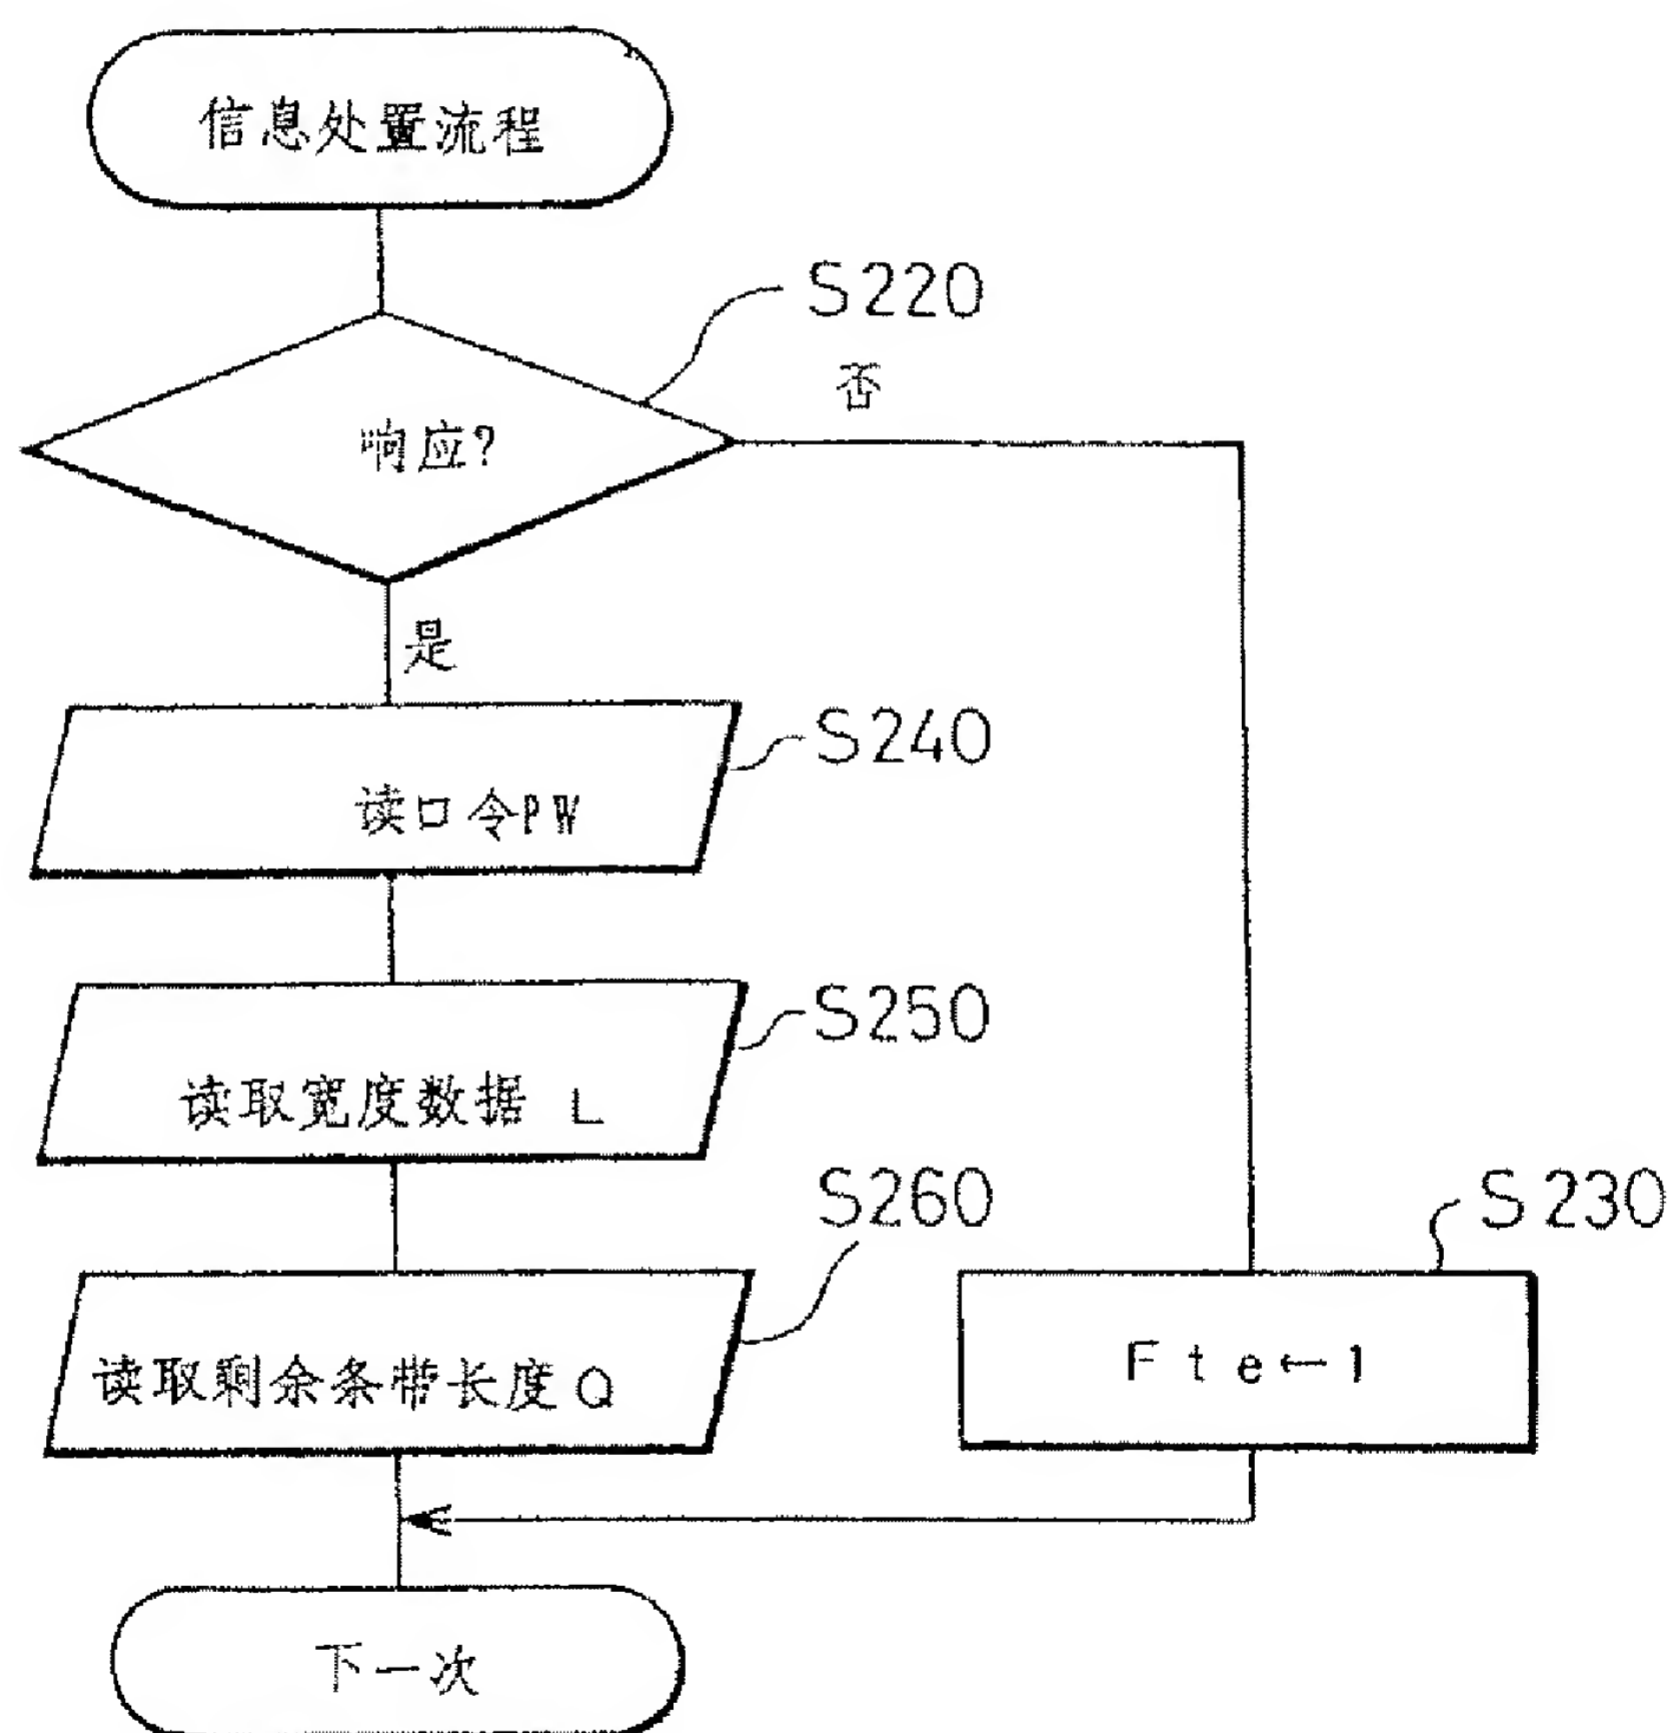 信息处置流程
S220
否
响应?
是
S240
读口令PW
S250
读取宽度数据 L
S260
S230
读取剩余条带长度Q
Fte←1
下一次